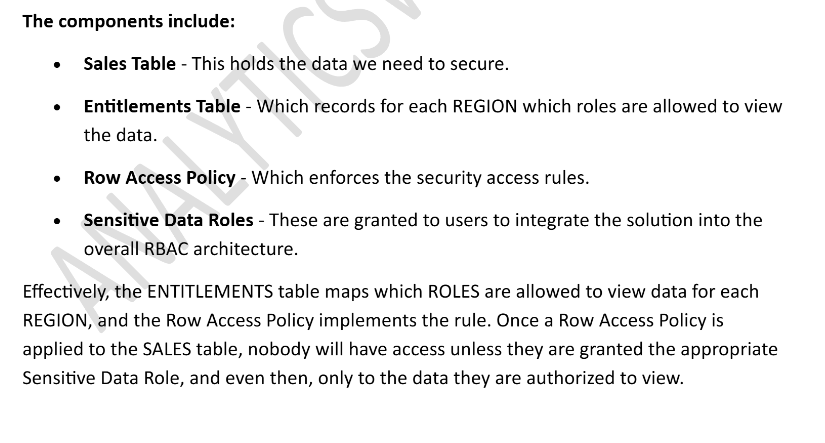 The components include:
• Sales Table - This holds the data we need to secure.
• Entitlements Table - Which records for each REGION which roles are allowed to view
the data.
• Row Access Policy - Which enforces the security access rules.
• Sensitive Data Roles - These are granted to users to integrate the solution into the
overall RBAC architecture.
Effectively, the ENTITLEMENTS table maps which ROLES are allowed to view data for each
REGION, and the Row Access Policy implements the rule. Once a Row Access Policy is
applied to the SALES table, nobody will have access unless they are granted the appropriate
Sensitive Data Role, and even then, only to the data they are authorized to view.
ANALYTICS